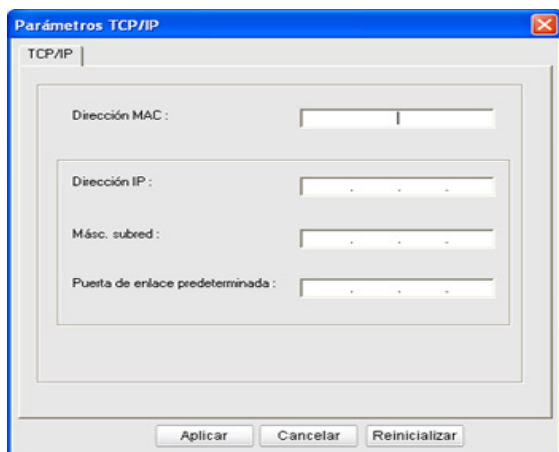 Parámetros TCP/IP
TCP/IP
Dirección MAC :
Dirección IP :
. . .
Másc. subred :
. . .
Puerta de enlace predeterminada :
. . .
Aplicar Cancelar Reinicializar